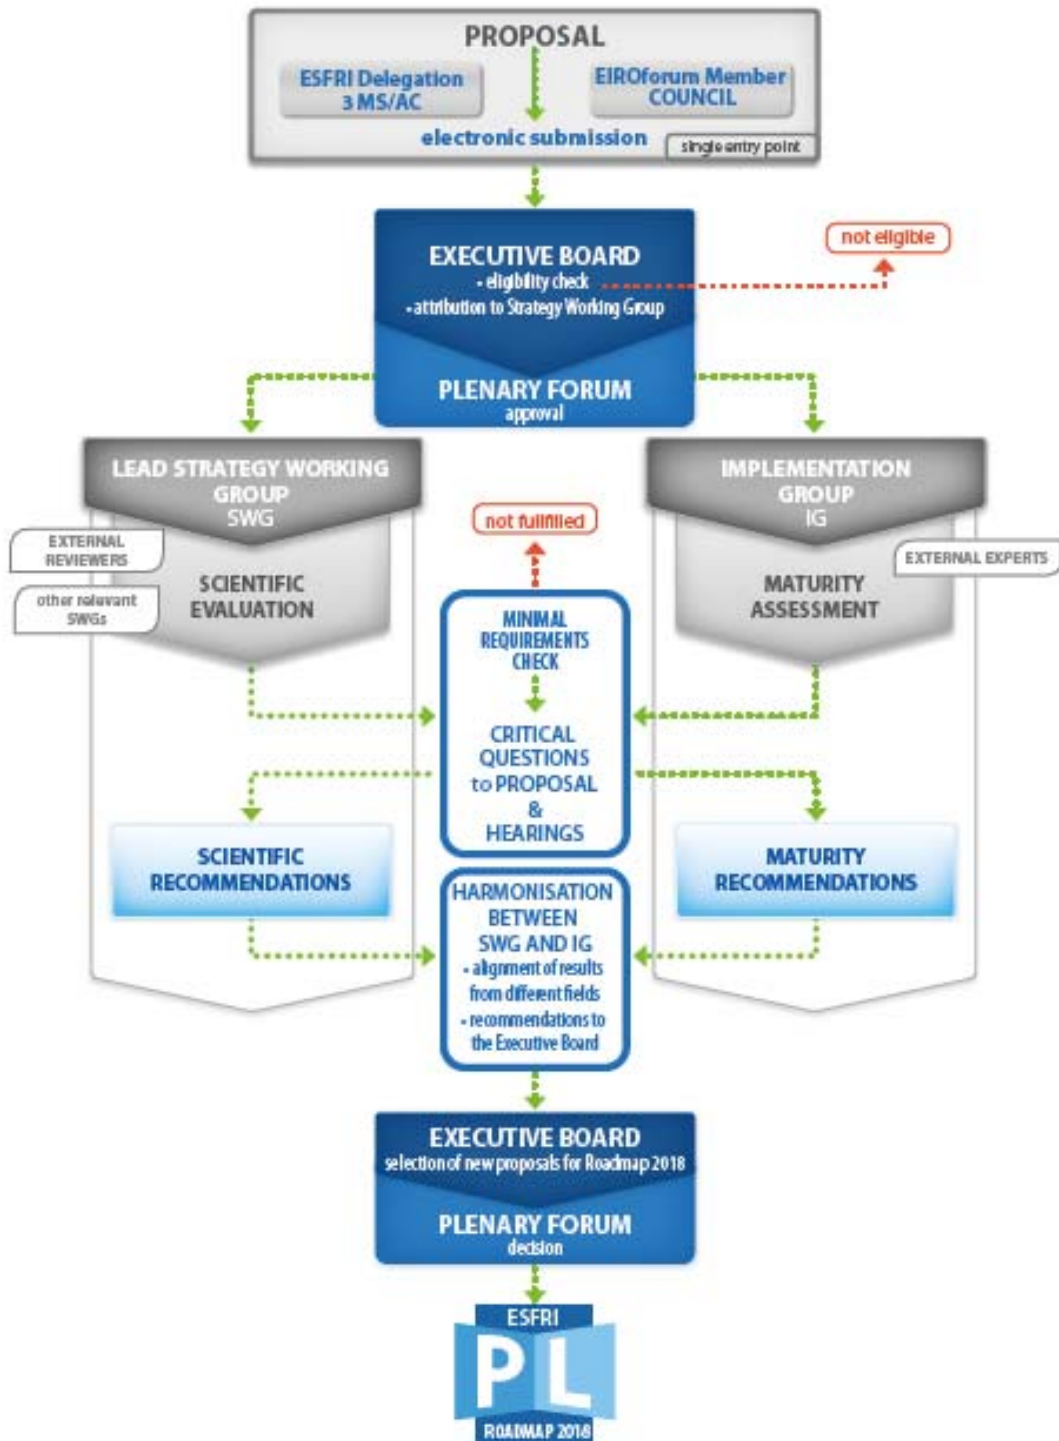 PROPOSAL
ESFRI Delegation
3 MS/AC
EIROforum Member
COUNCIL
electronic submission
single entry point
EXECUTIVE BOARD
• eligibility check
• attribution to Strategy Working Group
not eligible
PLENARY FORUM
approval
LEAD STRATEGY WORKING
GROUP
SWG
EXTERNAL
REVIEWERS
other relevant
SWGs
SCIENTIFIC
EVALUATION
not fullfilled
IMPLEMENTATION
GROUP
IG
EXTERNAL EXPERTS
MATURITY
ASSESSMENT
MINIMAL
REQUIREMENTS
CHECK
CRITICAL
QUESTIONS
to PROPOSAL
&
HEARINGS
SCIENTIFIC
RECOMMENDATIONS
MATURITY
RECOMMENDATIONS
HARMONISATION
BETWEEN
SWG AND IG
• alignment of results
from different fields
• recommendations to
the Executive Board
EXECUTIVE BOARD
selection of new proposals for Roadmap 2018
PLENARY FORUM
decision
ESFRI
PL
ROADMAP 2018